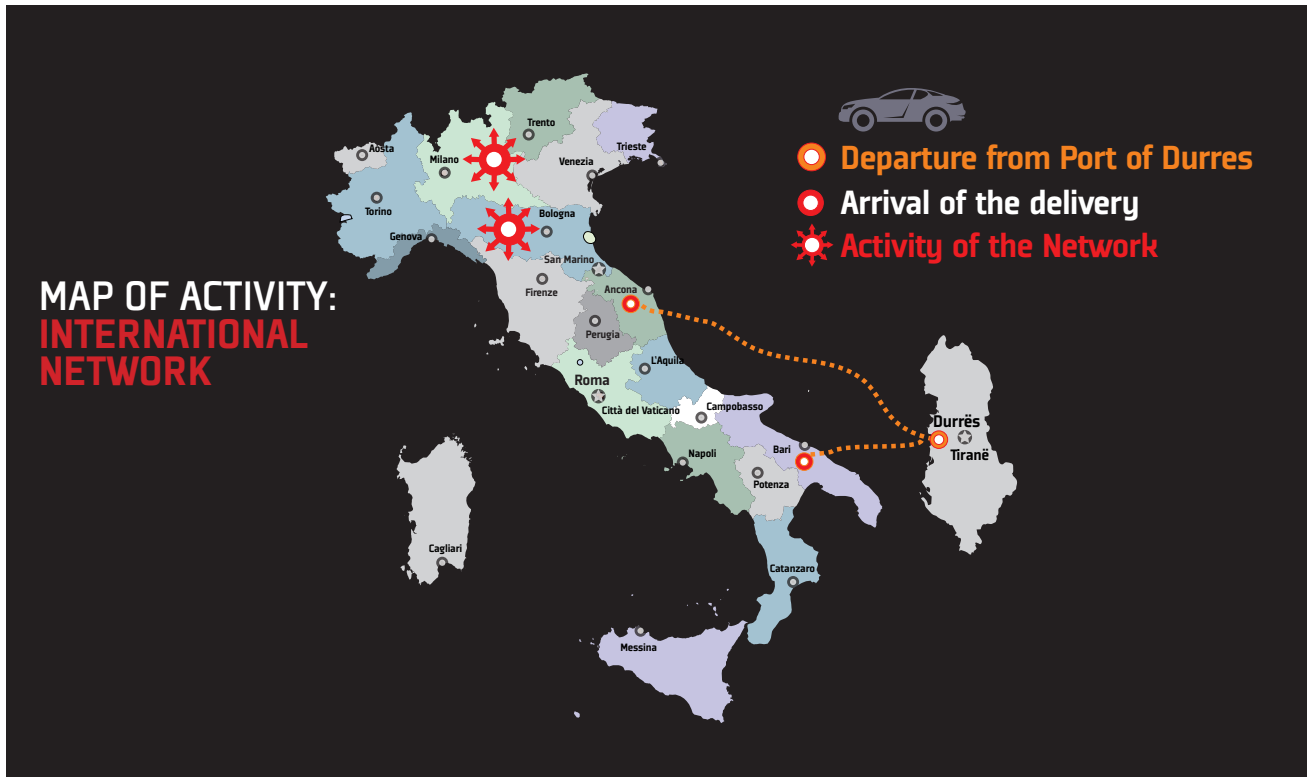 MAP OF ACTIVITY:
INTERNATIONAL
NETWORK
Departure from Port of Durres
Arrival of the delivery
Activity of the Network
Trento
Aosta
Milano
Venezia
Trieste
Torino
Bologna
Genova
San Marino
Firenze
Ancona
Perugia
L'Aquila
Roma
Città del Vaticano
Campobasso
Bari
Napoli
Potenza
Durrës
Tiranë
Cagliari
Catanzaro
Messina